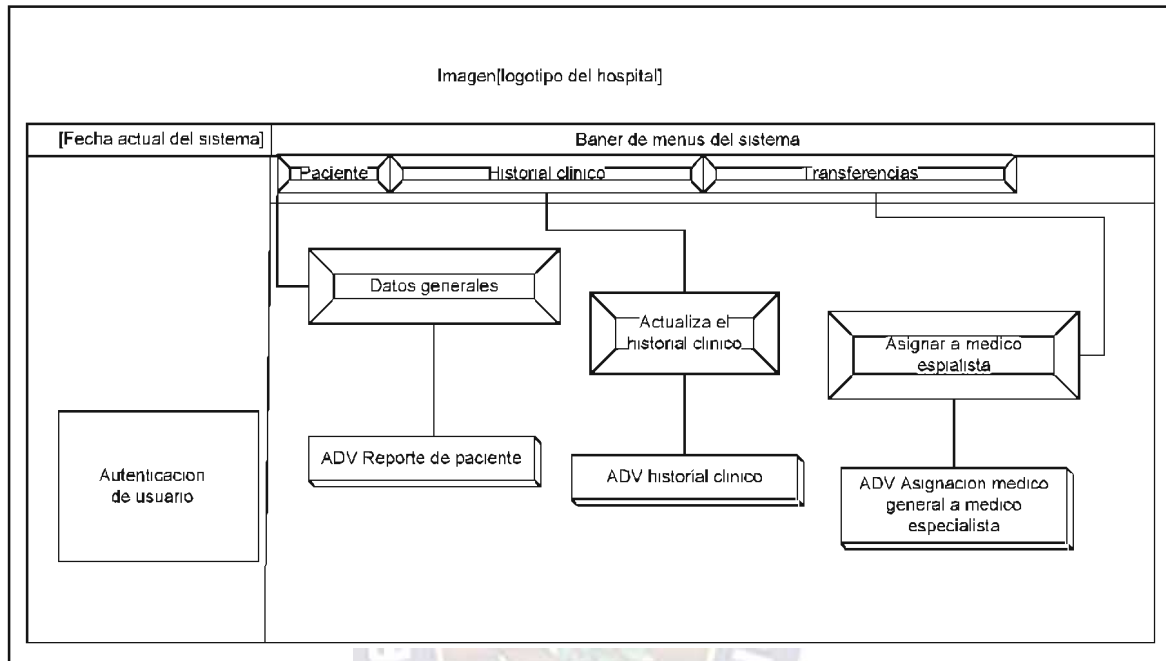 Imagen[logotipo del hospital]
[Fecha actual del sistema]
Baner de menus del sistema
Paciente
Historial clinico
Transferencias
Datos generales
Actualiza el
historial clinico
Asignar a medico
espialista
Autenticacion
de usuario
ADV Reporte de paciente
ADV historial clinico
ADV Asignacion medico
general a medico
especialista